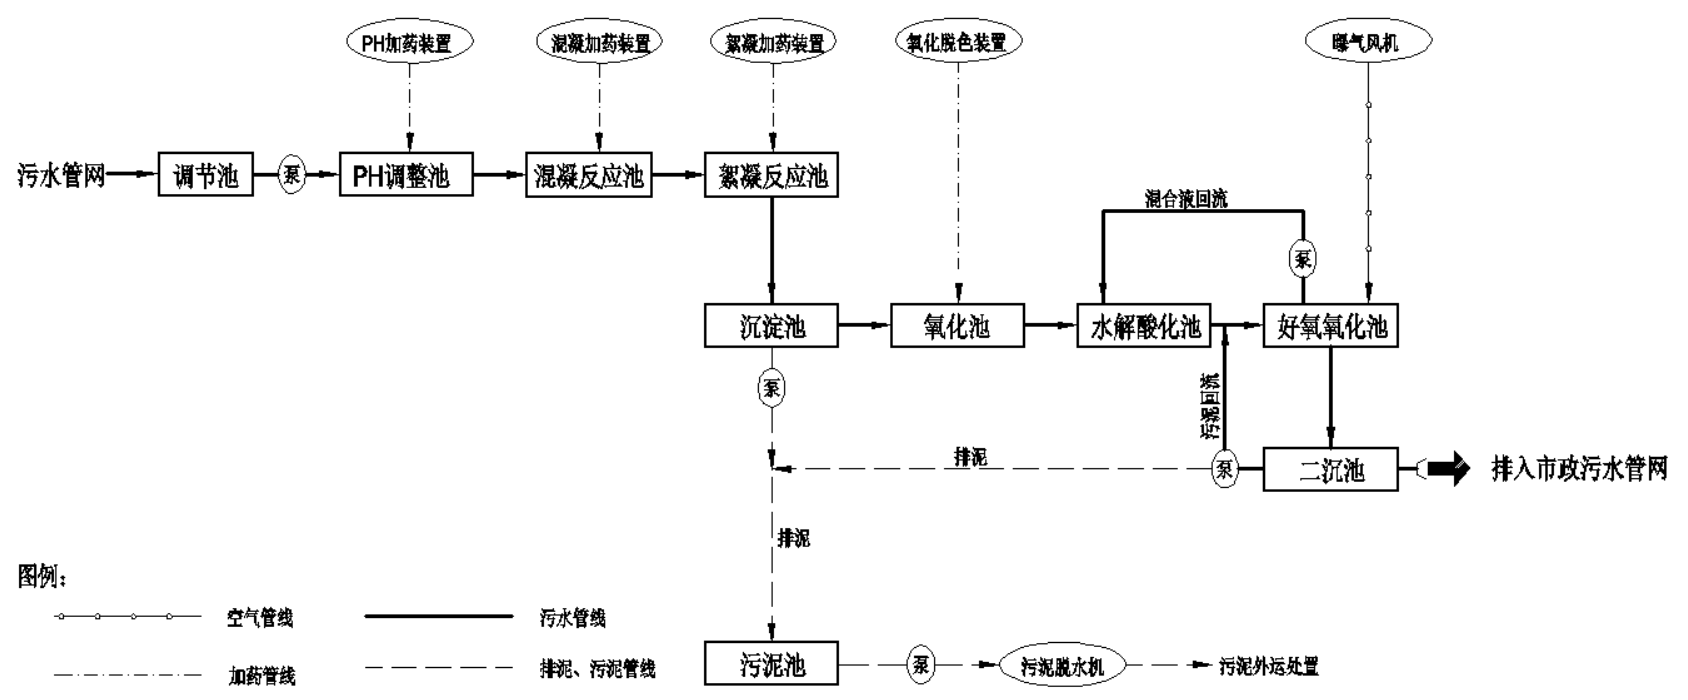 PH加药装置
混凝加药装置
絮凝加药装置
氧化脱色装置
曝气风机
污水管网
调节池
泵
PH调整池
混凝反应池
絮凝反应池
混合液回流
泵
沉淀池
氧化池
水解酸化池
好氧氧化池
泵
污泥回流
排泥
泵
二沉池
排入市政污水管网
排泥
图例：
空气管线
污水管线
加药管线
排泥、污泥管线
污泥池
泵
污泥脱水机
污泥外运处置